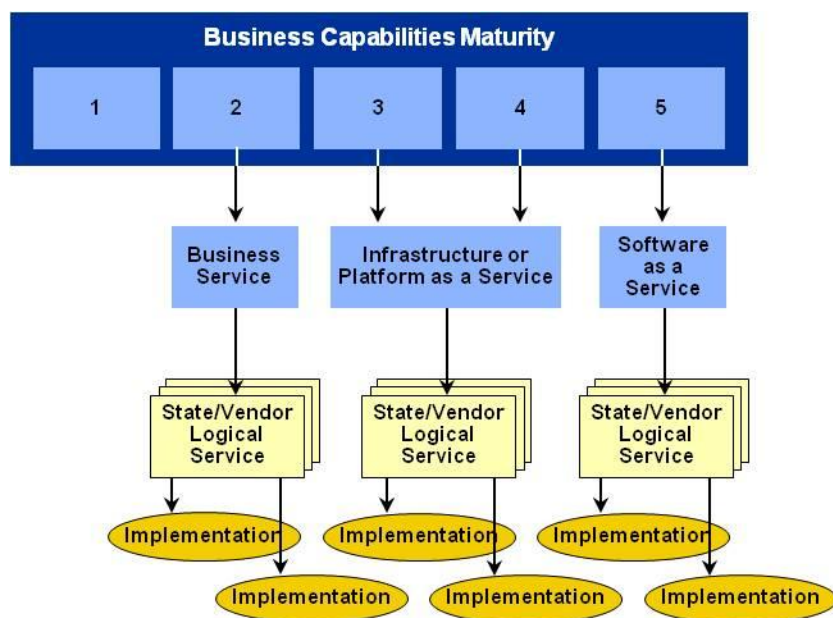 Business Capabilities Maturity
1
2
3
4
5
Business
Service
Infrastructure or
Platform as a Service
Software
as a
Service
State/Vendor
Logical
Service
State/Vendor
Logical
Service
State/Vendor
Logical
Service
Implementation
Implementation
Implementation
Implementation
Implementation
Implementation